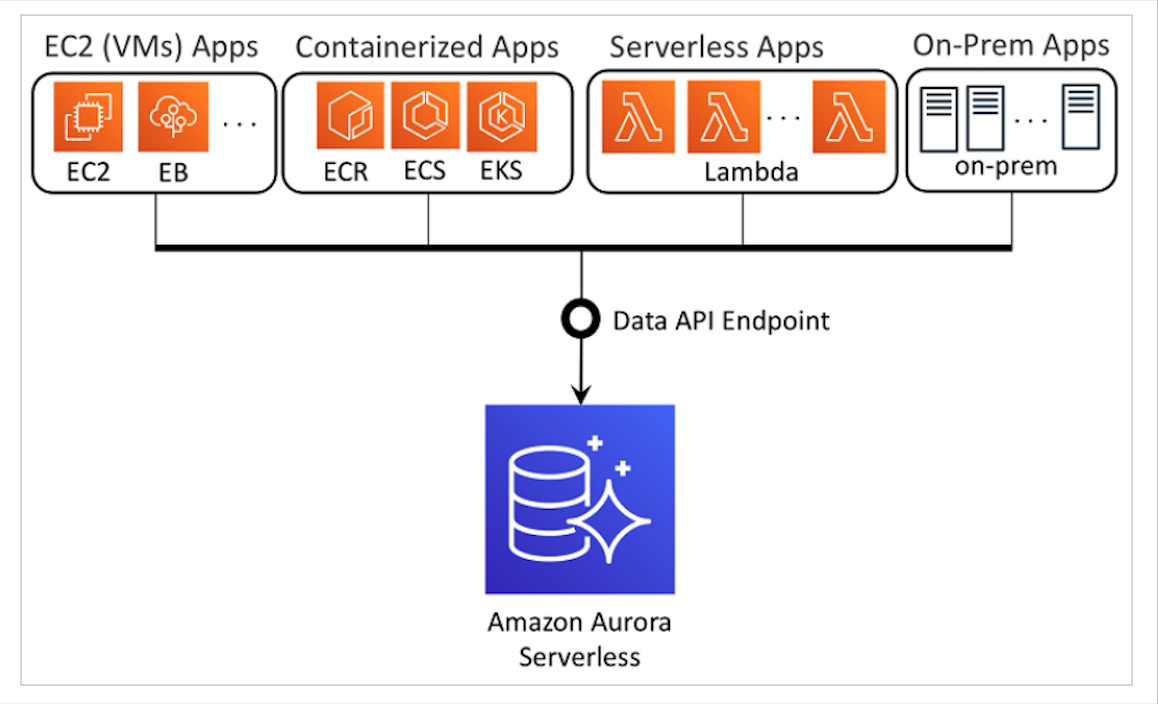 EC2 (VMs) Apps
Containerized Apps
Serverless Apps
On-Prem Apps
EC2
EB
...
ECR
ECS
EKS
K
...
Lambda
...
on-prem
Data API Endpoint
Amazon Aurora
Serverless